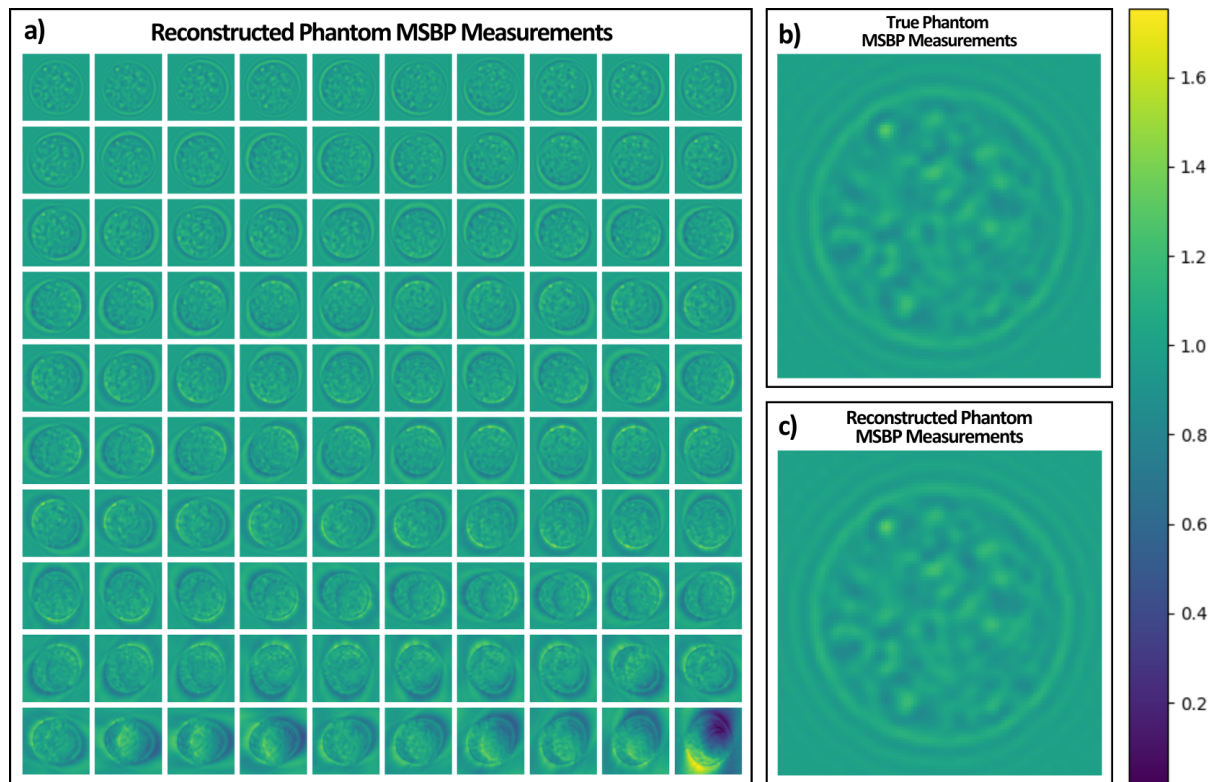 a)
Reconstructed Phantom MSBP Measurements
b)
True Phantom
MSBP Measurements
c)
Reconstructed Phantom
MSBP Measurements
1.6
1.4
1.2
1.0
0.8
0.6
0.4
0.2